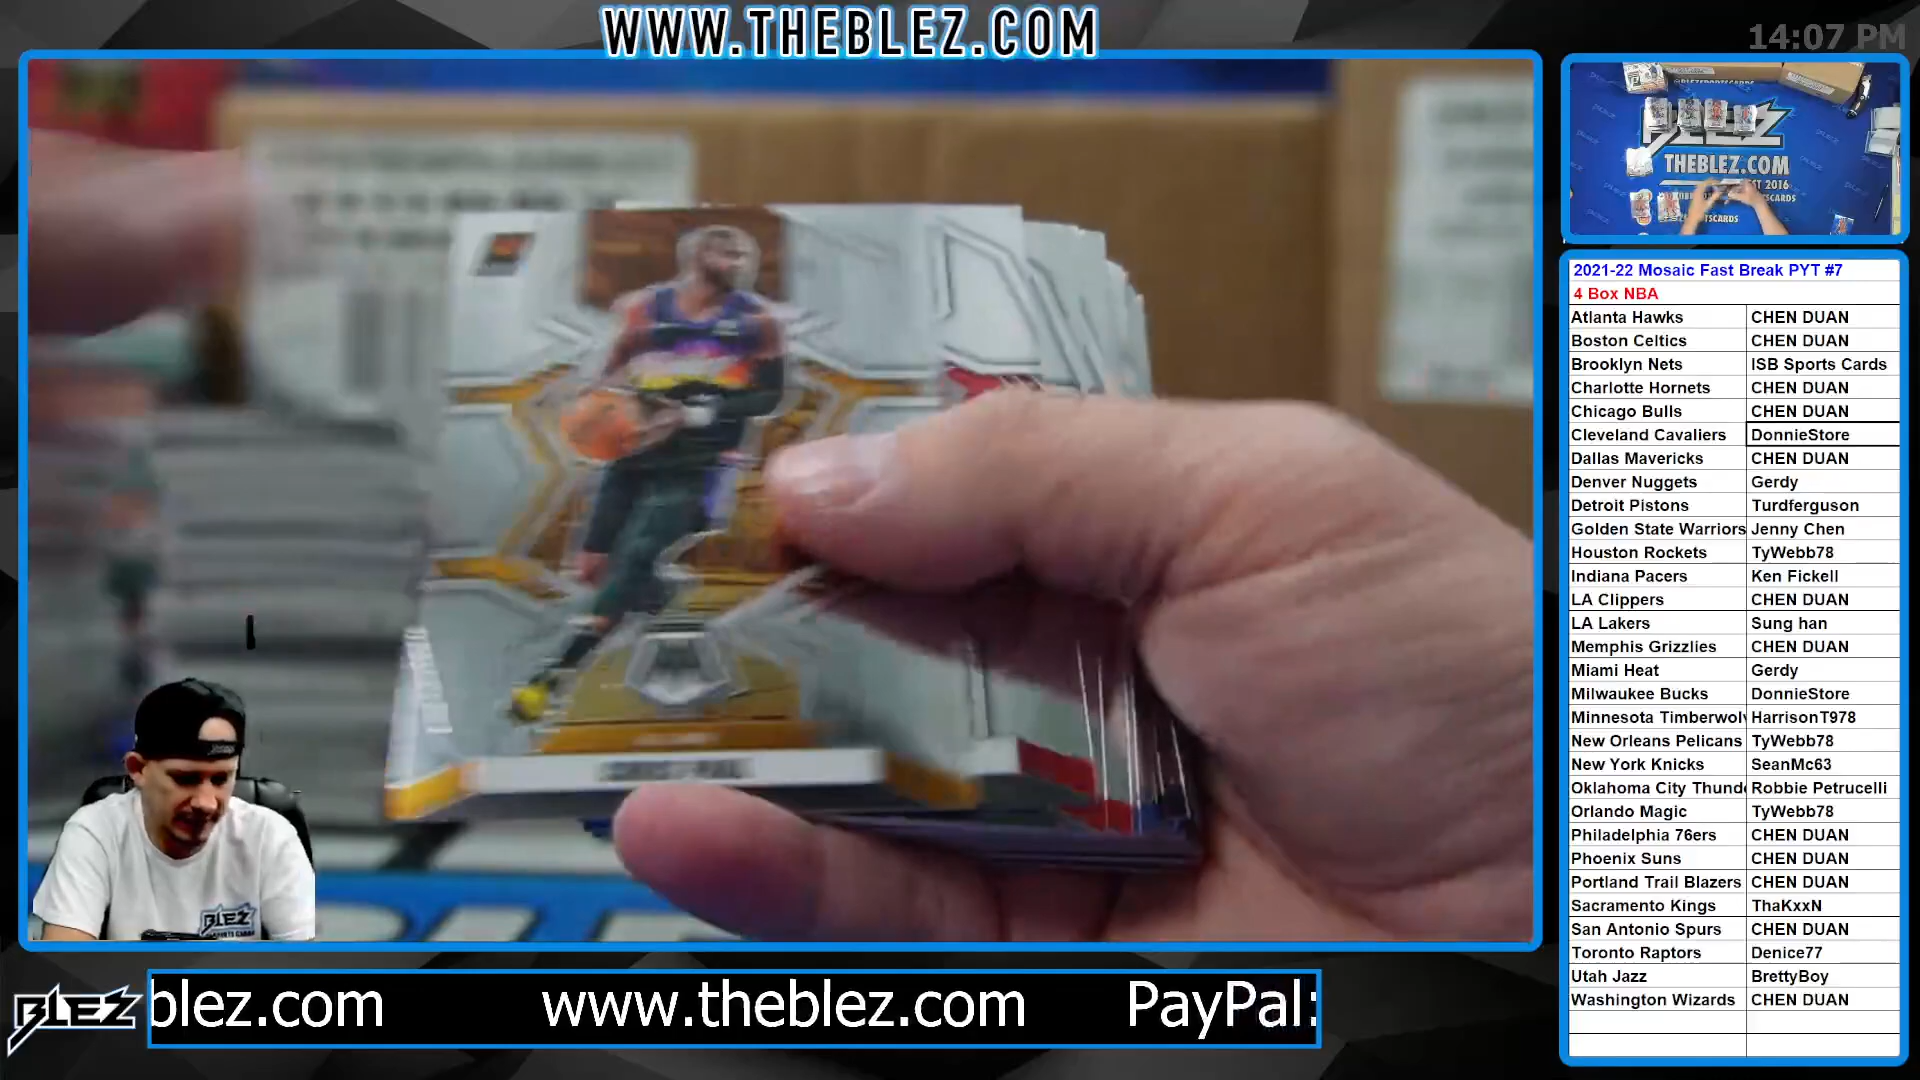 WWW.THEBLEZ.COM
14:07 PM
BLEZ
THEBLEZ.COM
2021-22 Mosaic Fast Break PYT #7
4 Box NBA
Atlanta Hawks CHEN DUAN
Boston Celtics CHEN DUAN
Brooklyn Nets ISB Sports Cards
Charlotte Hornets CHEN DUAN
Chicago Bulls CHEN DUAN
Cleveland Cavaliers DonnieStore
Dallas Mavericks CHEN DUAN
Denver Nuggets Gerdy
Detroit Pistons Turdferguson
Golden State Warriors Jenny Chen
Houston Rockets TyWebb78
Indiana Pacers Ken Fickell
LA Clippers CHEN DUAN
LA Lakers Sung han
Memphis Grizzlies CHEN DUAN
Miami Heat Gerdy
Milwaukee Bucks DonnieStore
Minnesota Timberwolv HarrisonT978
New Orleans Pelicans TyWebb78
New York Knicks SeanMc63
Oklahoma City Thund Robbie Petrucelli
Orlando Magic TyWebb78
Philadelphia 76ers CHEN DUAN
Phoenix Suns CHEN DUAN
Portland Trail Blazers CHEN DUAN
Sacramento Kings ThaKxxN
San Antonio Spurs CHEN DUAN
Toronto Raptors Denice77
Utah Jazz BrettyBoy
Washington Wizards CHEN DUAN
BLEZ
BLEZ
blez.com www.theblez.com PayPal: